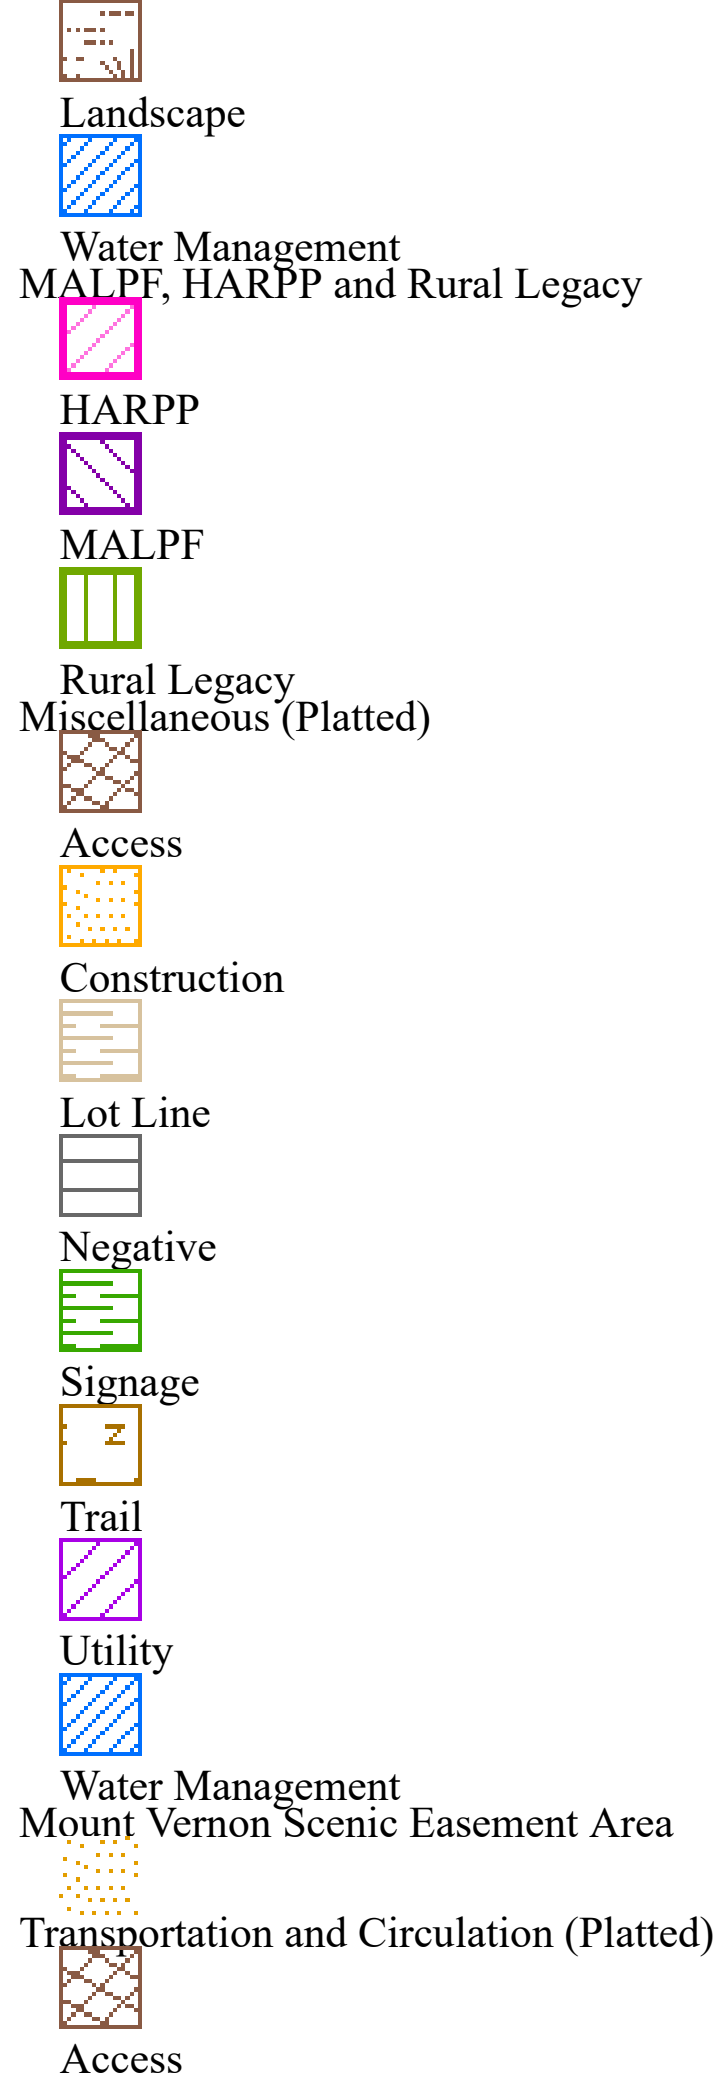 Landscape
Water Management
MALPF, HARPP and Rural Legacy
HARPP
MALPF
Rural Legacy
Miscellaneous (Platted)
Access
Construction
Lot Line
Negative
Signage
Trail
Utility
Water Management
Mount Vernon Scenic Easement Area
Transportation and Circulation (Platted)
Access